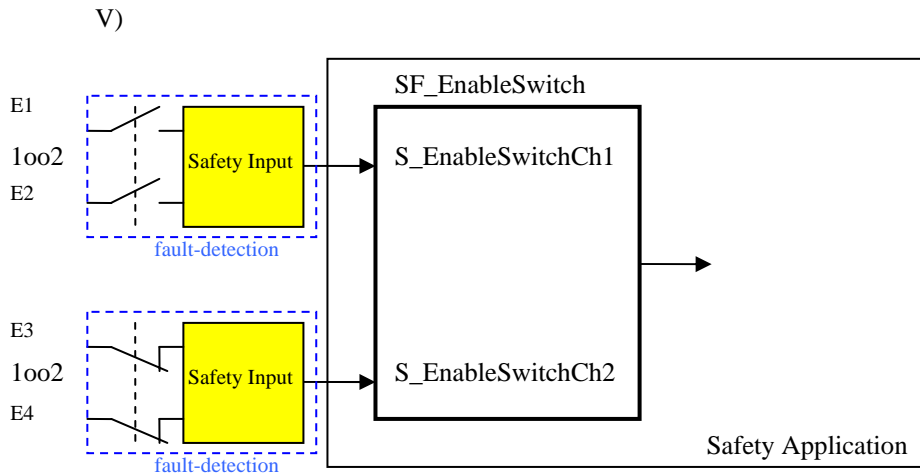 V)
SF_EnableSwitch
E1
1oo2
E2
Safety Input
S_EnableSwitchCh1
fault-detection
E3
1oo2
E4
Safety Input
S_EnableSwitchCh2
fault-detection
Safety Application